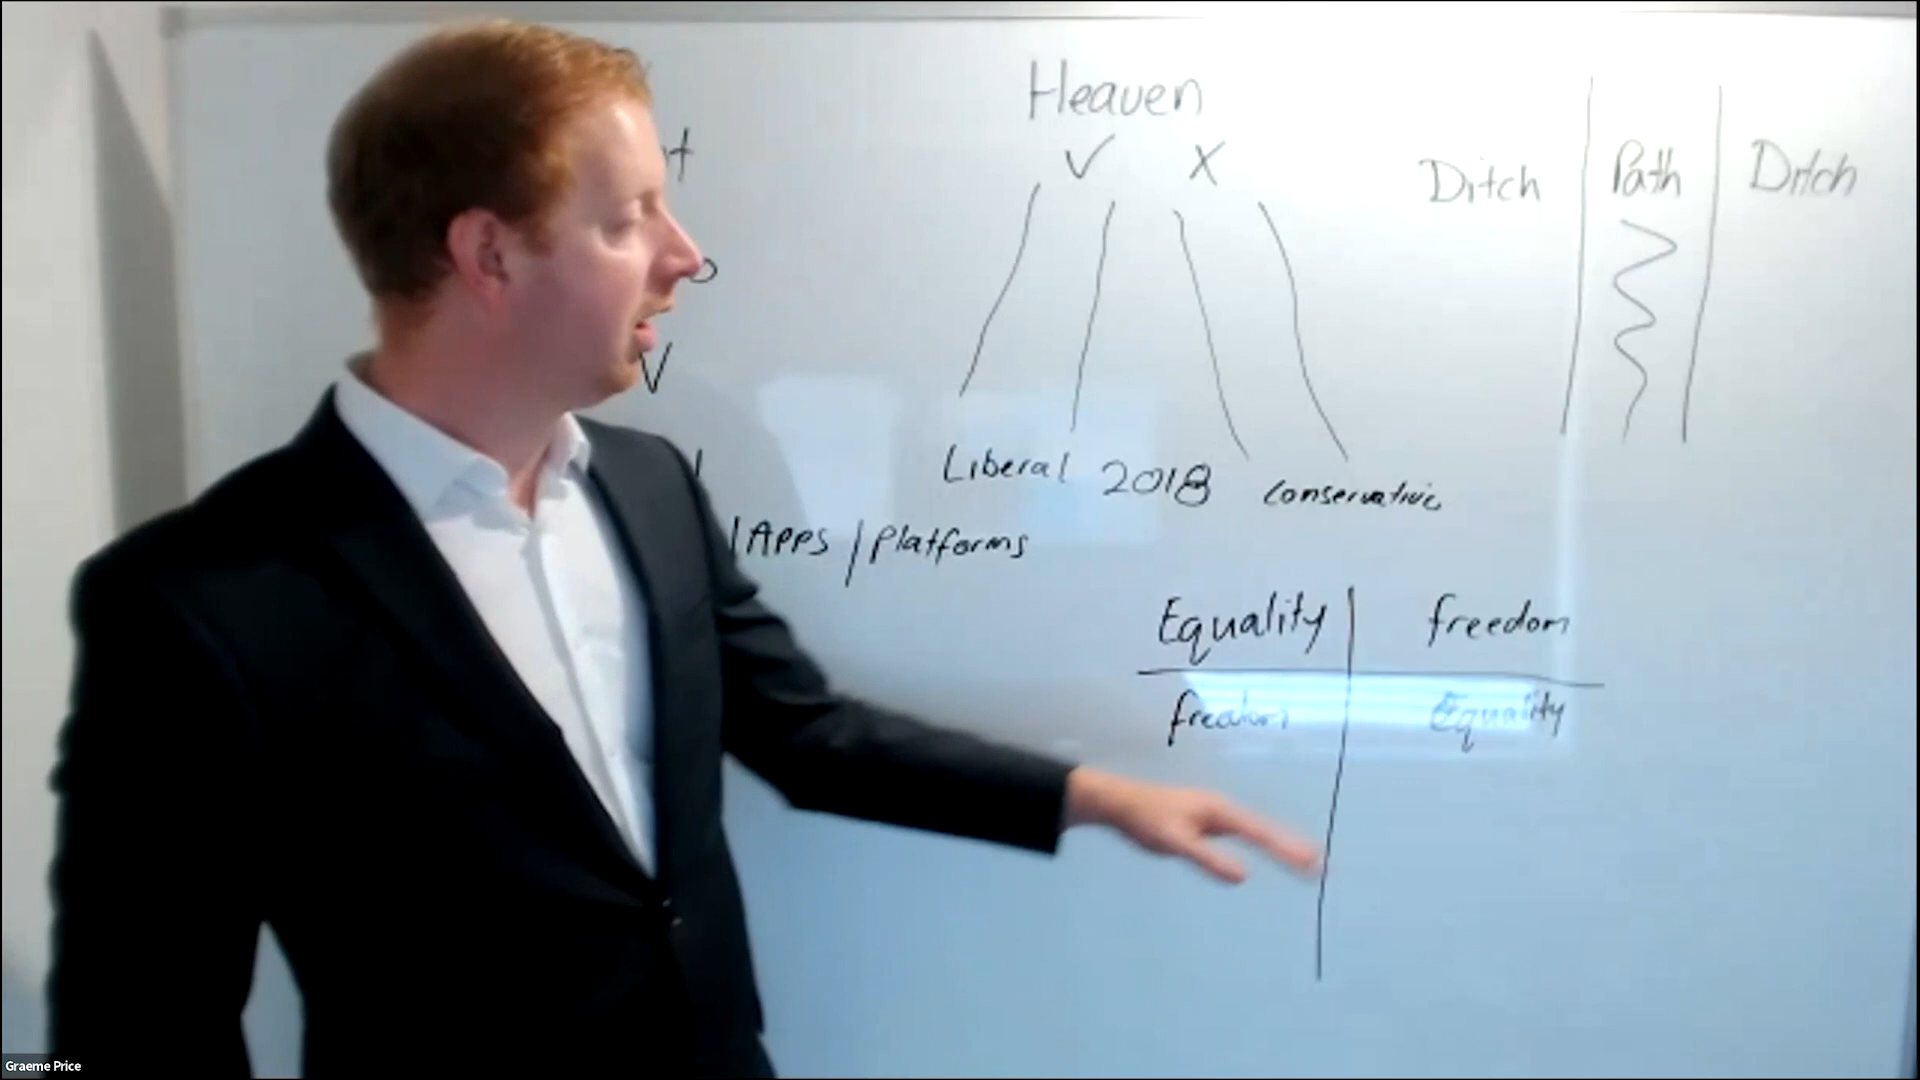 Heaven
✓ X
Ditch Path Ditch
Liberal 2018 conservative
/Apps/Platforms
Equality freedom
freedom Equality
Graeme Price